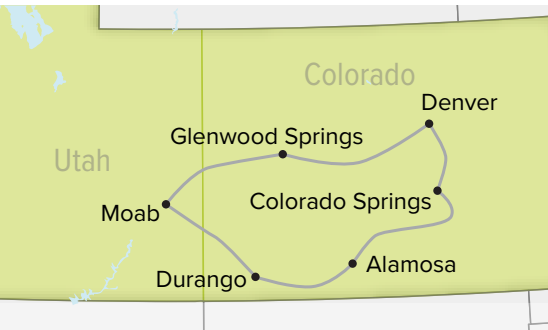 Colorado
Denver
Glenwood Springs
Utah
Colorado Springs
Moab
Alamosa
Durango